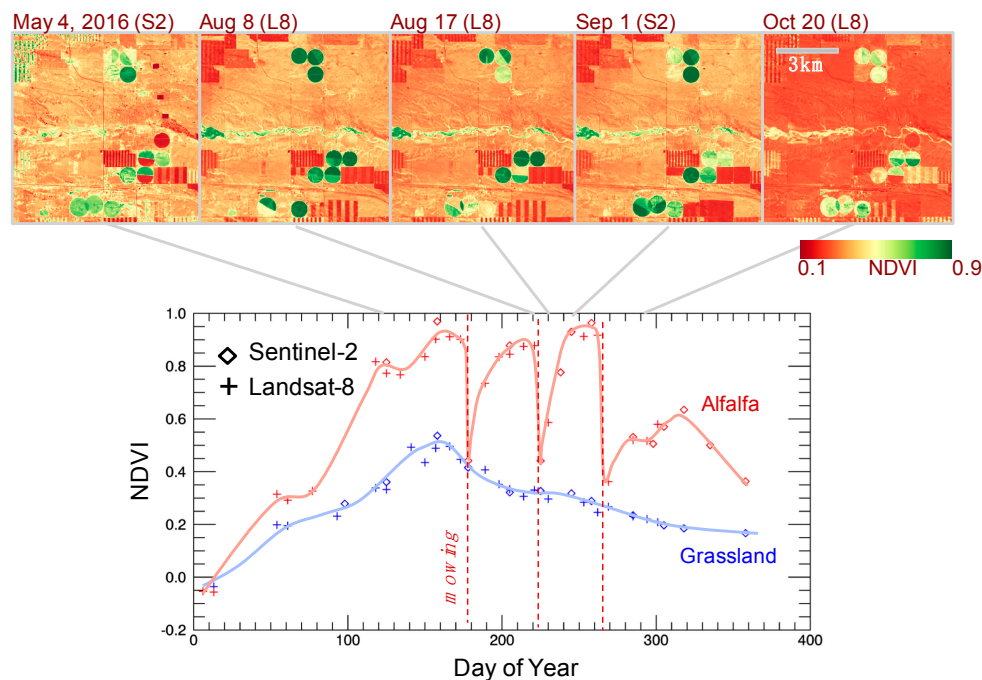 May 4, 2016 (S2) Aug 8 (L8) Aug 17 (L8) Sep 1 (S2) Oct 20 (L8)
3km
0.1 NDVI 0.9
1.0
0.8
0.6
0.4
0.2
0.0
-0.2
NDVI
Sentinel-2
Landsat-8
Alfalfa
Grassland
mowing
0 100 200 300 400
Day of Year